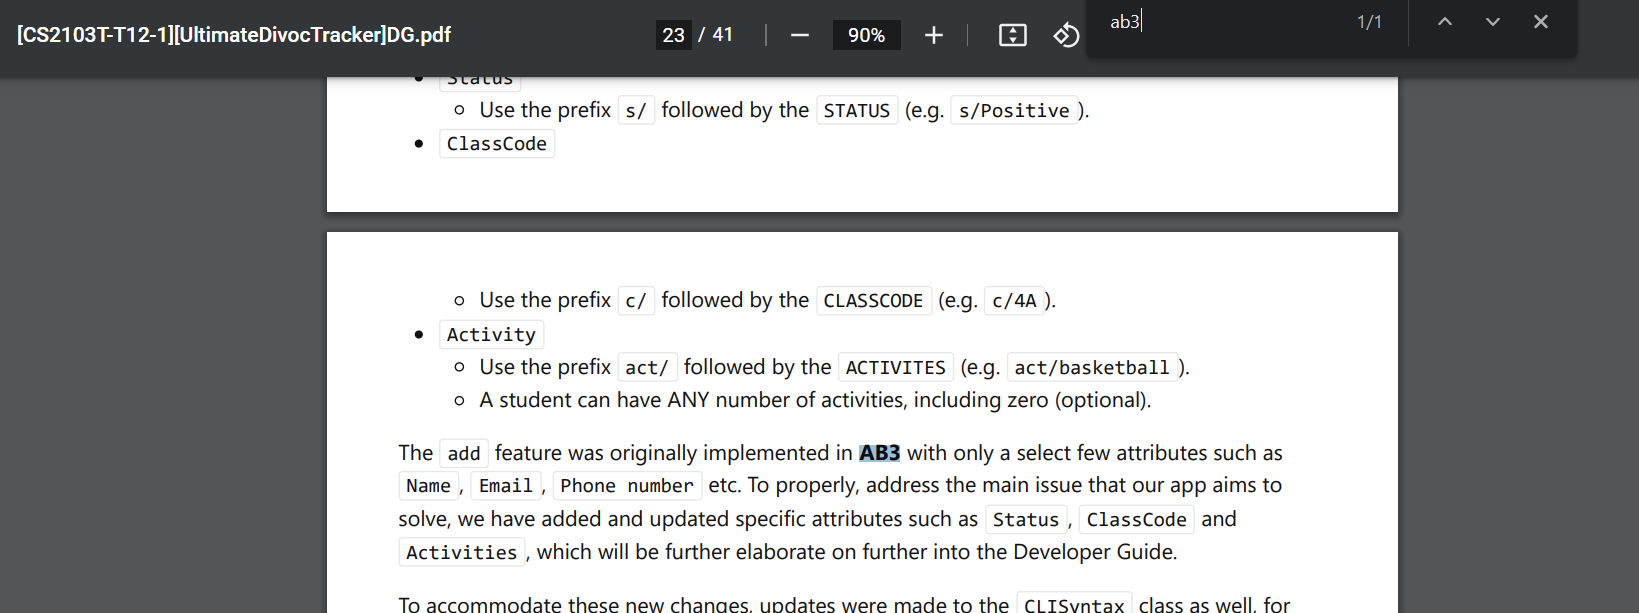 [CS2103T-T12-1][UltimateDivocTracker]DG.pdf 23 / 41 90% ab3 1/1
Status
Use the prefix s/ followed by the STATUS (e.g. s/Positive ).
ClassCode
Use the prefix c/ followed by the CLASSCODE (e.g. c/4A ).
Activity
Use the prefix act/ followed by the ACTIVITES (e.g. act/basketball ).
A student can have ANY number of activities, including zero (optional).
The add feature was originally implemented in AB3 with only a select few attributes such as
Name , Email , Phone number etc. To properly, address the main issue that our app aims to
solve, we have added and updated specific attributes such as Status , ClassCode and
Activities , which will be further elaborate on further into the Developer Guide.
To accommodate these new changes, updates were made to the CLISyntax class as well, for